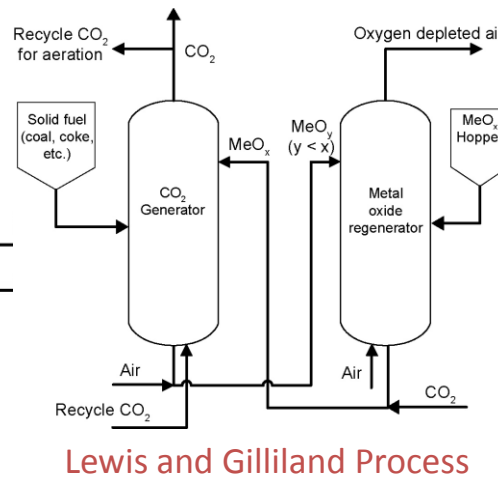 Recycle CO₂
for aeration
CO₂
Oxygen depleted ai
Solid fuel
(coal, coke,
etc.)
MeOₓ
MeOᵧ
(y < x)
MeOₓ
Hoppe
CO₂
Generator
Metal
oxide
regenerator
Air
Air
CO₂
Recycle CO₂
Lewis and Gilliland Process